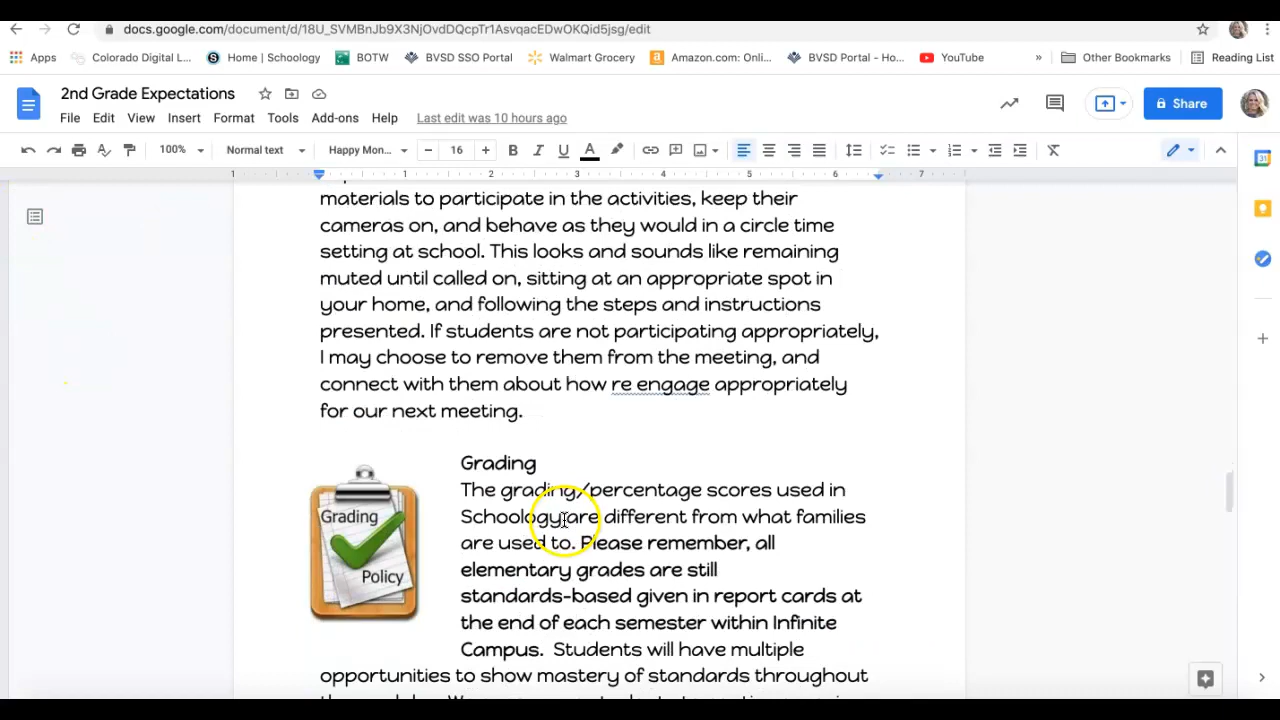 docs.google.com/document/d/18U_SVMBnJb9X3NjOvdDQcpTr1AsvqacEDwOKQid5jsg/edit
Apps Colorado Digital L... Home | Schoology BOTW BVSD SSO Portal Walmart Grocery Amazon.com: Onli... BVSD Portal - Ho... YouTube » Other Bookmarks Reading List
2nd Grade Expectations
File Edit View Insert Format Tools Add-ons Help Last edit was 10 hours ago
Share
100% Normal text Happy Mon... 16 B I U A
1 1 2 3 4 5 6 7
materials to participate in the activities, keep their
cameras on, and behave as they would in a circle time
setting at school. This looks and sounds like remaining
muted until called on, sitting at an appropriate spot in
your home, and following the steps and instructions
presented. If students are not participating appropriately,
I may choose to remove them from the meeting, and
connect with them about how re engage appropriately
for our next meeting.
Grading
The grading/percentage scores used in
Schoology are different from what families
are used to. Please remember, all
elementary grades are still
standards-based given in report cards at
the end of each semester within Infinite
Campus. Students will have multiple
opportunities to show mastery of standards throughout
Grading
Policy
31